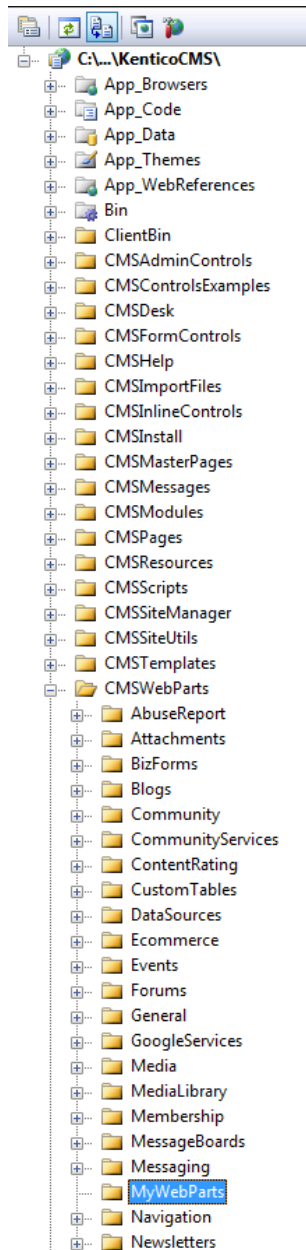 C:\...\KenticoCMS\
App_Browsers
App_Code
App_Data
App_Themes
App_WebReferences
Bin
ClientBin
CMSAdminControls
CMSControlsExamples
CMSDesk
CMSFormControls
CMSHelp
CMSImportFiles
CMSInlineControls
CMSInstall
CMSMasterPages
CMSMessages
CMSModules
CMSPages
CMSResources
CMSScripts
CMSSiteManager
CMSSiteUtils
CMSTemplates
CMSWebParts
AbuseReport
Attachments
BizForms
Blogs
Community
CommunityServices
ContentRating
CustomTables
DataSources
Ecommerce
Events
Forums
General
GoogleServices
Media
MediaLibrary
Membership
MessageBoards
Messaging
MyWebParts
Navigation
Newsletters